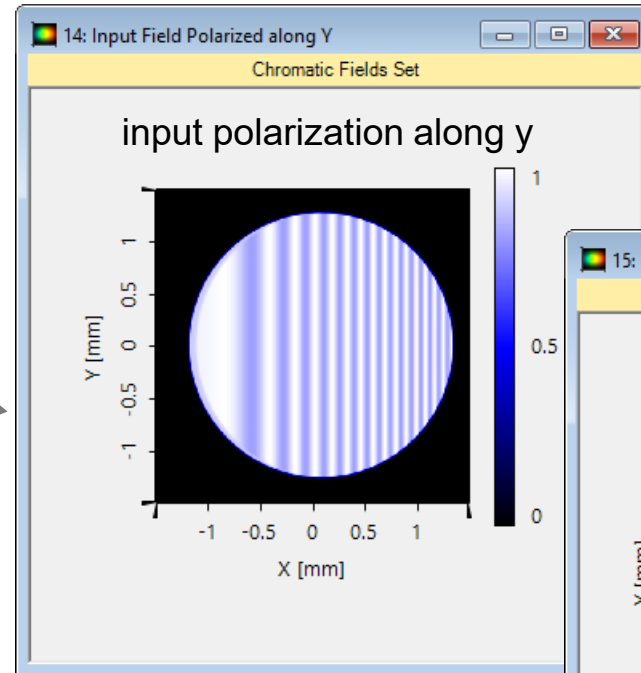 14: Input Field Polarized along Y
Chromatic Fields Set
input polarization along y
1
0.5
0
Y [mm]
1
0.5
0
-0.5
-1
-1
-0.5
0
0.5
1
X [mm]
15: